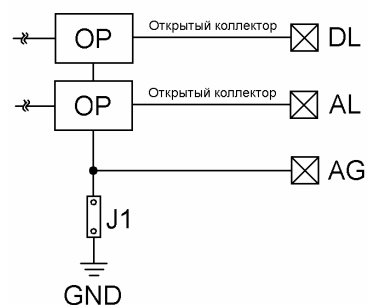 OP Открытый коллектор DL
OP Открытый коллектор AL
AG
J1
GND